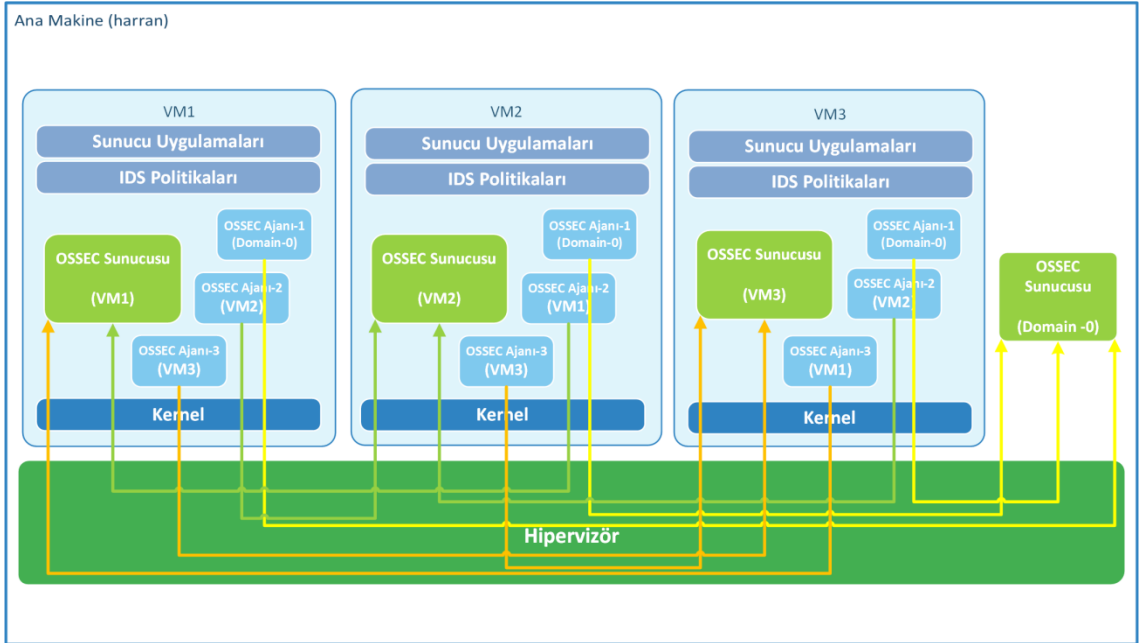 Ana Makine (harran)
VM1
Sunucu Uygulamaları
IDS Politikaları
OSSEC Ajanı-1
(Domain-0)
OSSEC Sunucusu
(VM1)
OSSEC Ajanı-2
(VM2)
OSSEC Ajanı-3
(VM3)
Kernel
VM2
Sunucu Uygulamaları
IDS Politikaları
OSSEC Ajanı-1
(Domain-0)
OSSEC Sunucusu
(VM2)
OSSEC Ajanı-2
(VM1)
OSSEC Ajanı-3
(VM3)
Kernel
VM3
Sunucu Uygulamaları
IDS Politikaları
OSSEC Ajanı-1
(Domain-0)
OSSEC Sunucusu
(VM3)
OSSEC Ajanı-2
(VM2)
OSSEC Ajanı-3
(VM1)
Kernel
OSSEC
Sunucusu
(Domain -0)
Hipervizör